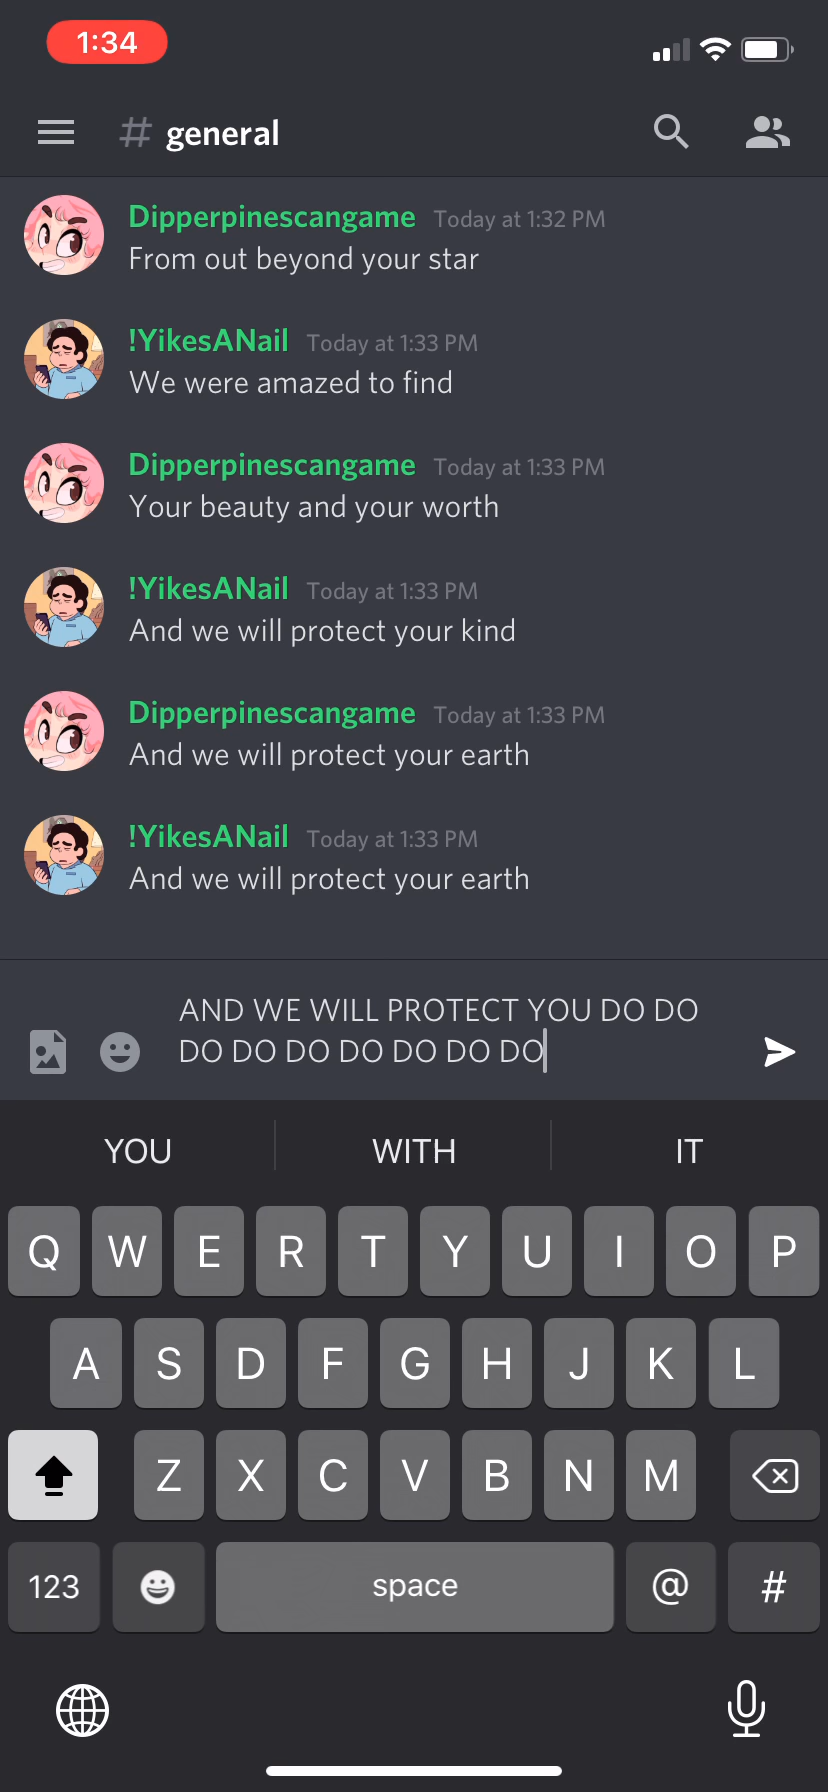 1:34
# general
Dipperpinescangame Today at 1:32 PM
From out beyond your star
!YikesANail Today at 1:33 PM
We were amazed to find
Dipperpinescangame Today at 1:33 PM
Your beauty and your worth
!YikesANail Today at 1:33 PM
And we will protect your kind
Dipperpinescangame Today at 1:33 PM
And we will protect your earth
!YikesANail Today at 1:33 PM
And we will protect your earth
AND WE WILL PROTECT YOU DO DO
DO DO DO DO DO DO DO
YOU WITH IT
Q W E R T Y U I O P
A S D F G H J K L
Z X C V B N M
123 space @ #